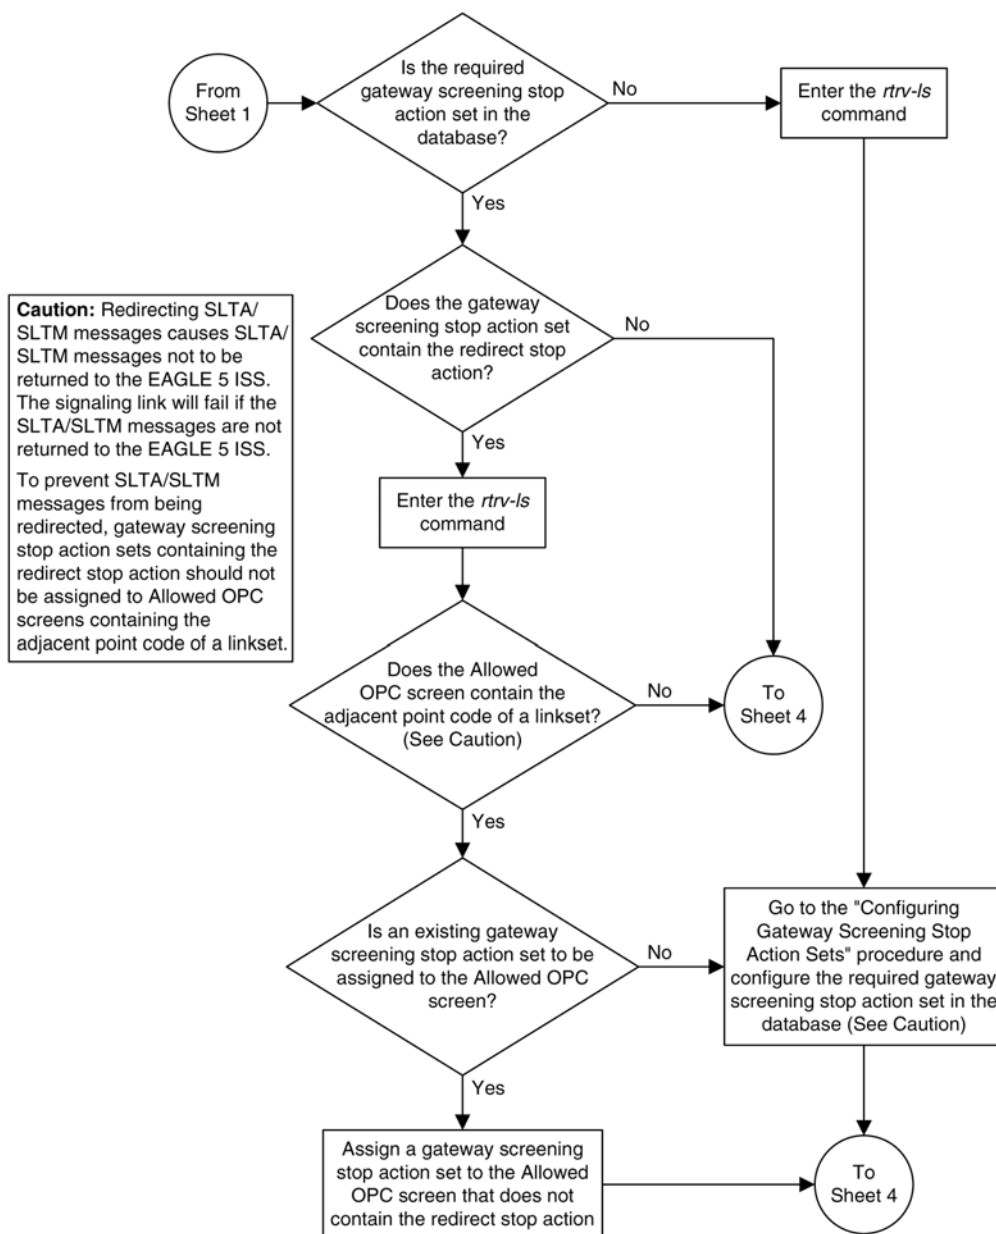 From
Sheet 1
Is the required
gateway screening stop
action set in the
database?
No
Enter the rtrv-ls
command
Yes
Does the gateway
screening stop action set
contain the redirect stop
action?
No
Caution: Redirecting SLTA/
SLTM messages causes SLTA/
SLTM messages not to be
returned to the EAGLE 5 ISS.
The signaling link will fail if the
SLTA/SLTM messages are not
returned to the EAGLE 5 ISS.
To prevent SLTA/SLTM
messages from being
redirected, gateway screening
stop action sets containing the
redirect stop action should not
be assigned to Allowed OPC
screens containing the
adjacent point code of a linkset.
Yes
Enter the rtrv-ls
command
Does the Allowed
OPC screen contain the
adjacent point code of a linkset?
(See Caution)
No
To
Sheet 4
Yes
Is an existing gateway
screening stop action set to be
assigned to the Allowed OPC
screen?
No
Go to the "Configuring
Gateway Screening Stop
Action Sets" procedure and
configure the required gateway
screening stop action set in the
database (See Caution)
Yes
Assign a gateway screening
stop action set to the Allowed
OPC screen that does not
contain the redirect stop action
To
Sheet 4